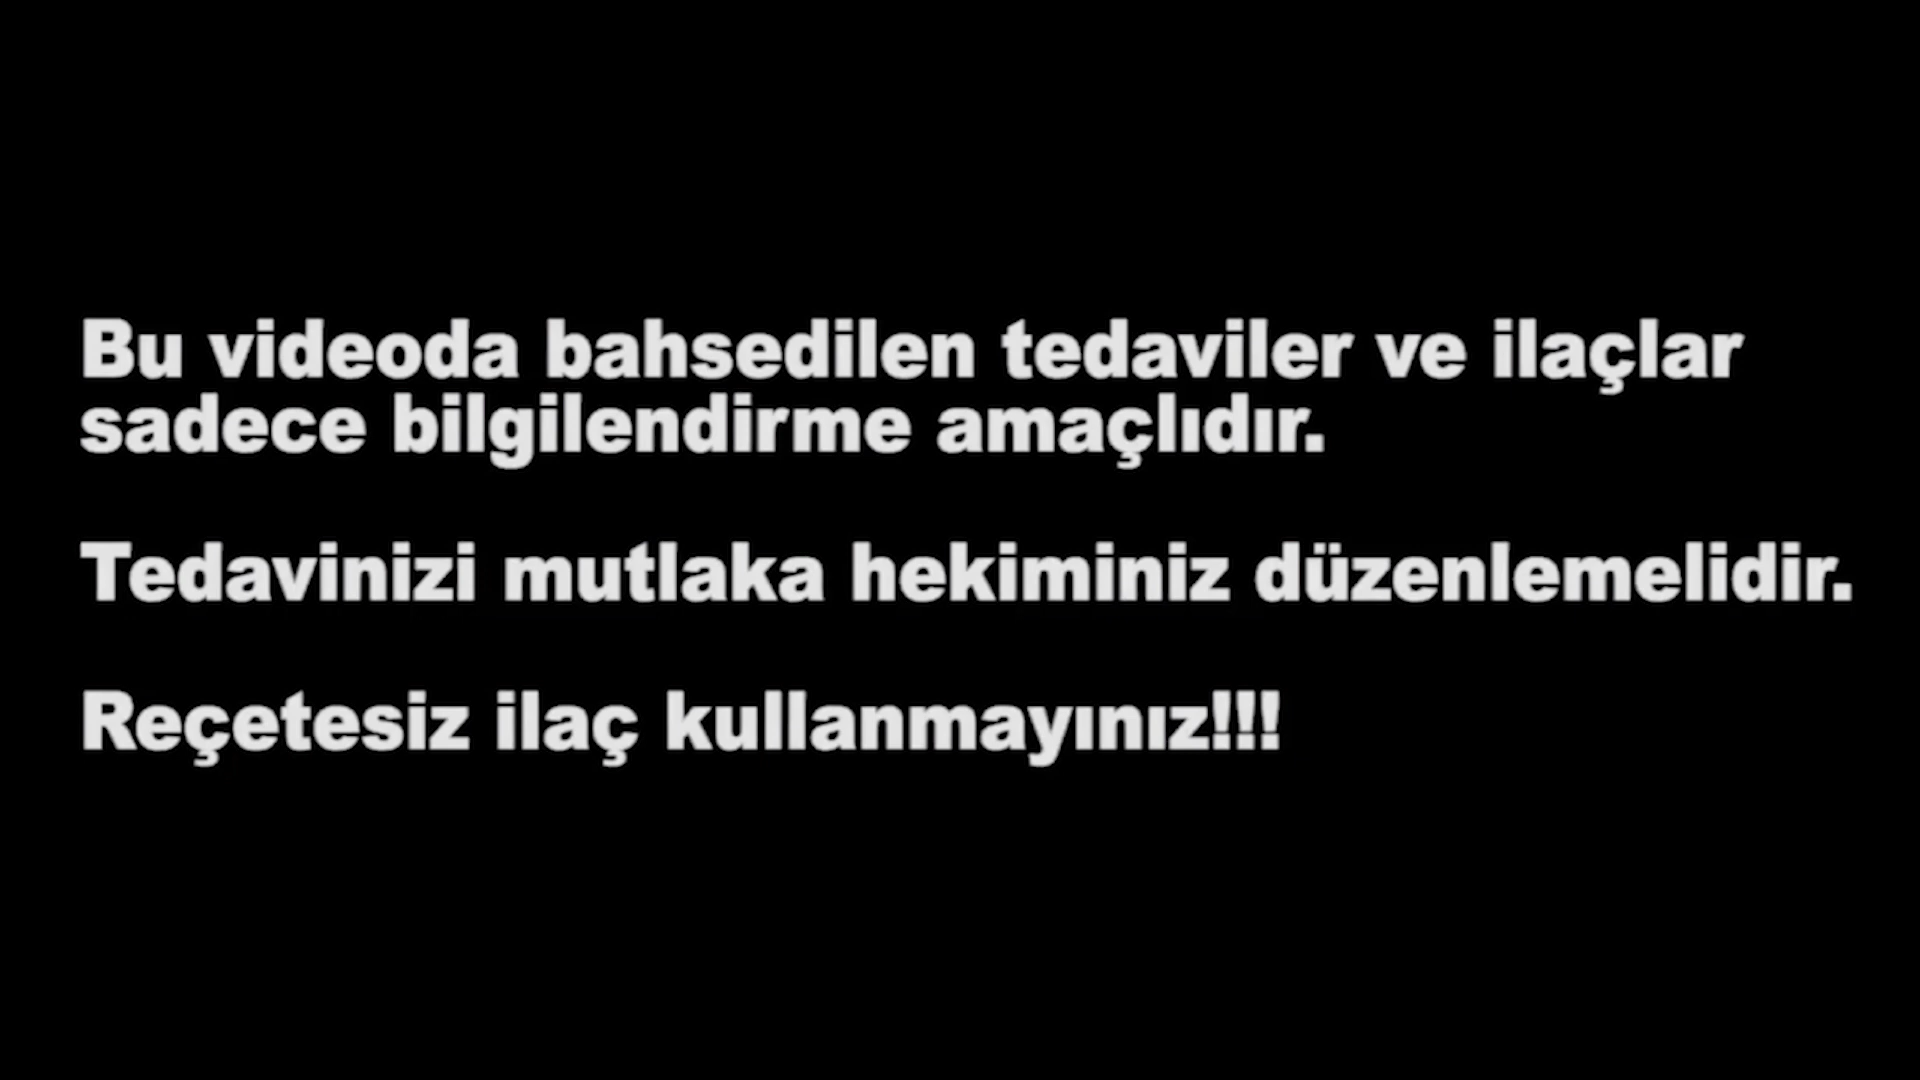 Bu videoda bahsedilen tedaviler ve ilaçlar
sadece bilgilendirme amaçlıdır.
Tedavinizi mutlaka hekiminiz düzenlemelidir.
Reçetesiz ilaç kullanmayınız!!!